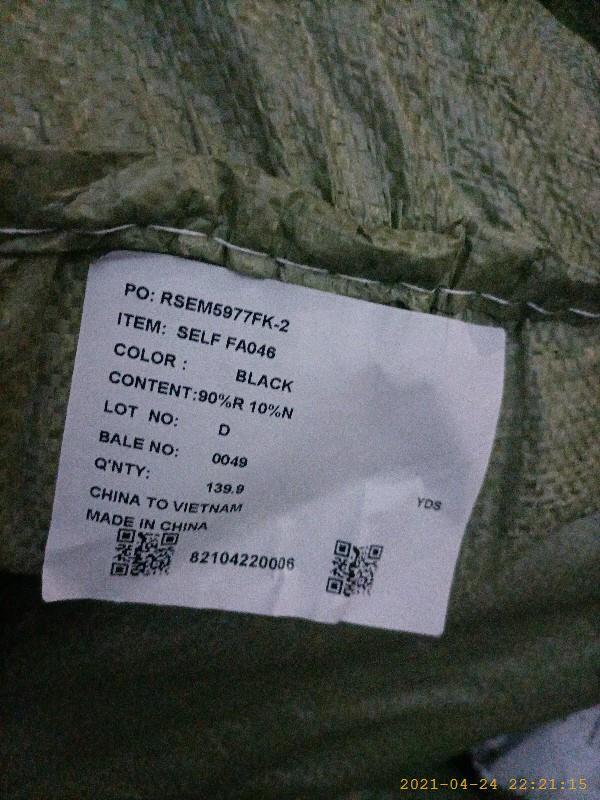 PO: RSEM5977FK-2
ITEM: SELF FA046
COLOR : BLACK
CONTENT:90%R 10%N
LOT NO: D
BALE NO: 0049
Q'NTY: 139.9 YDS
CHINA TO VIETNAM
MADE IN CHINA
82104220006
2021-04-24 22:21:15